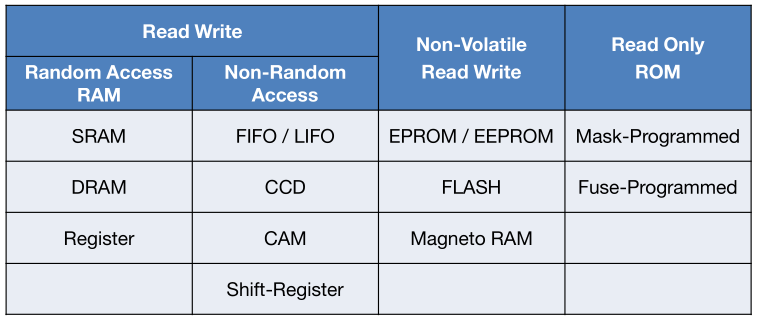 Read Write
Non-Volatile
Read Write
Read Only
ROM
Random Access
RAM
Non-Random
Access
SRAM
FIFO / LIFO
EPROM / EEPROM
Mask-Programmed
DRAM
CCD
FLASH
Fuse-Programmed
Register
CAM
Magneto RAM
Shift-Register